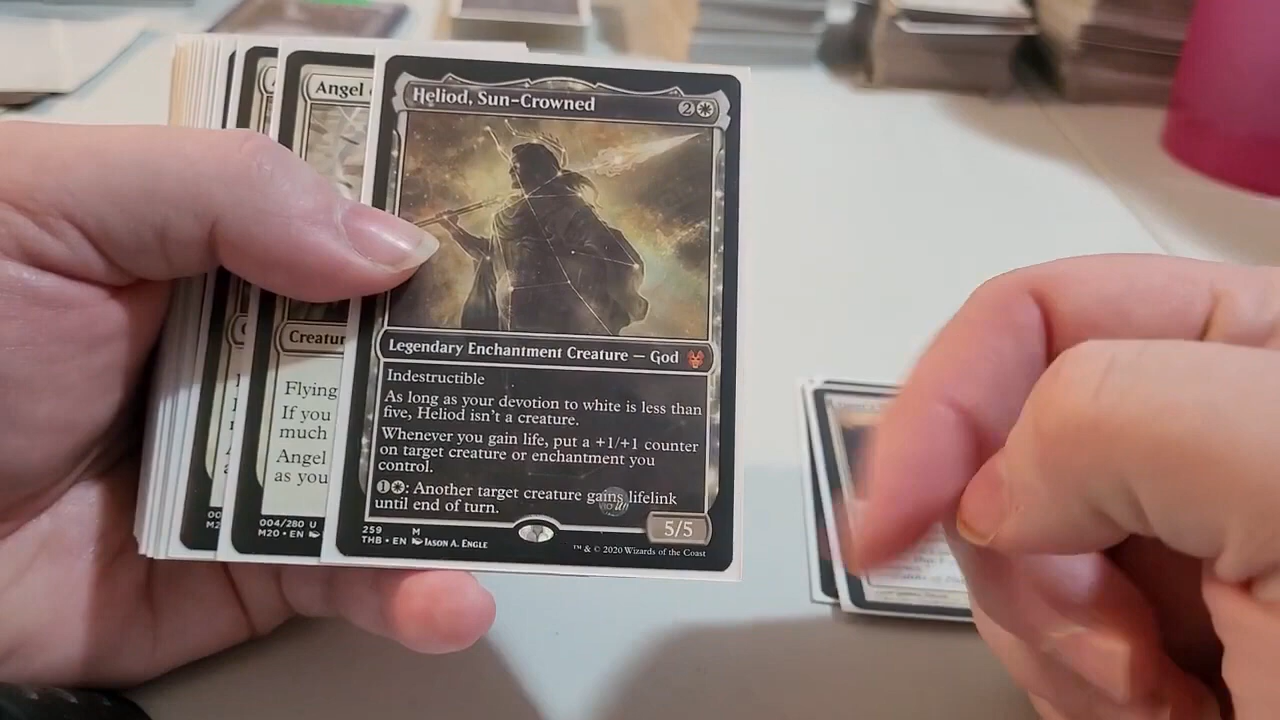 Heliod, Sun-Crowned
2
Legendary Enchantment Creature — God
Indestructible
As long as your devotion to white is less than
five, Heliod isn't a creature.
Whenever you gain life, put a +1/+1 counter
on target creature or enchantment you
control.
1: Another target creature gains lifelink
until end of turn.
5/5
259 M
THB • EN JASON A. ENGLE
™ & © 2020 Wizards of the Coast
Angel
Creatur
Flying
If you
much
Angel
as you
004/280 U
M20 • EN
00
M2